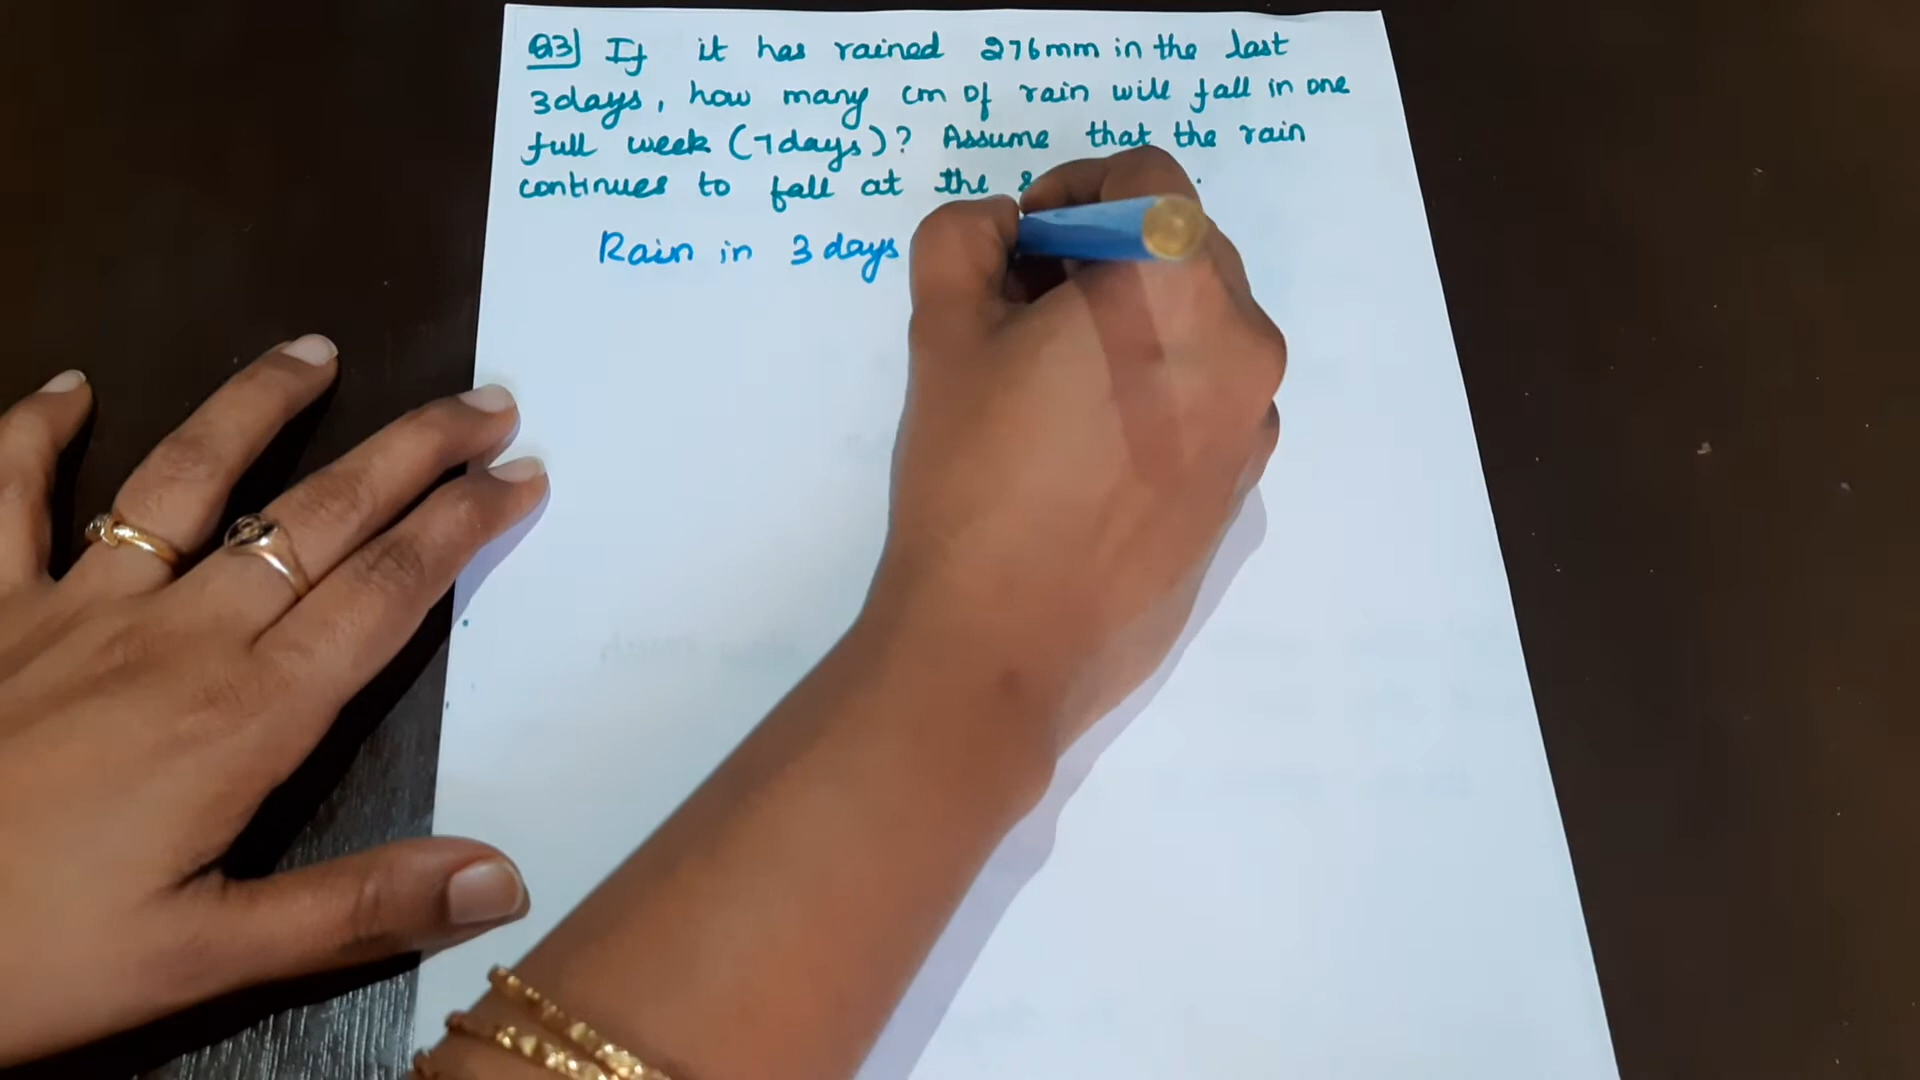 Q3) If it has rained 276mm in the last
3days, how many cm of rain will fall in one
full week (7days)? Assume that the rain
continues to fall at the
Rain in 3 days